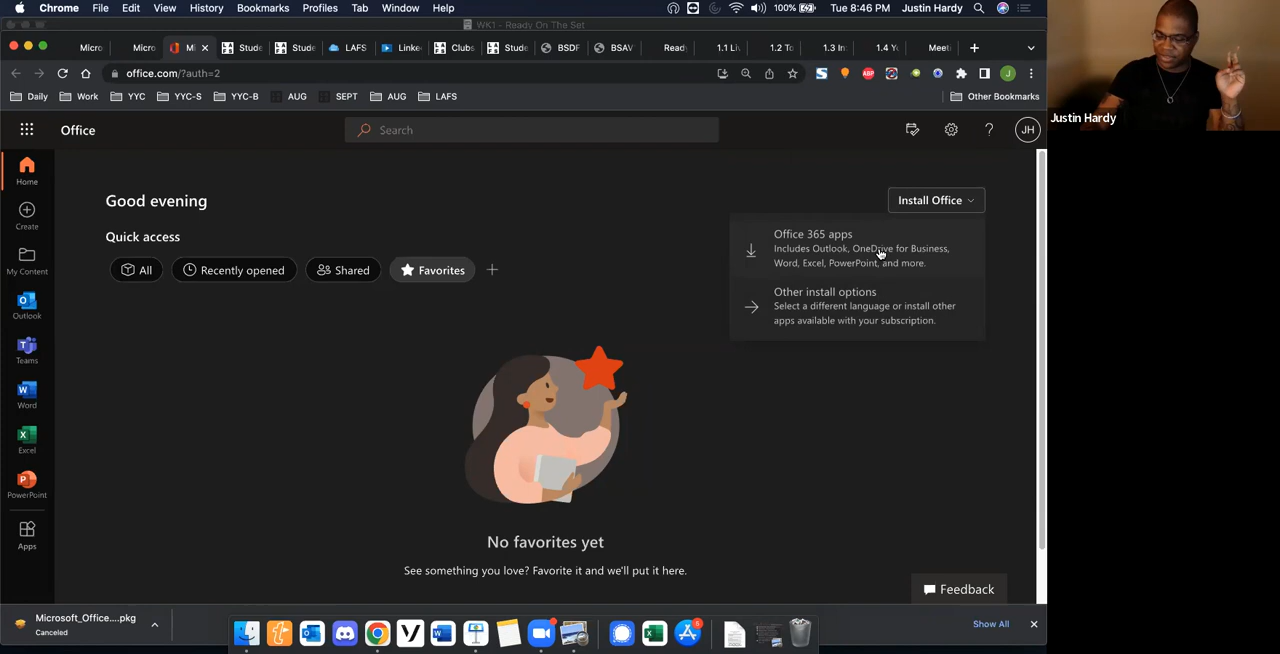 Chrome File Edit View History Bookmarks Profiles Tab Window Help 100% Tue 8:46 PM Justin Hardy
WK1 - Ready On The Set
Micro Micro Mi Stude Stude LAFS Linke Clubs Stude BSDF BSAV Ready 1.1 Liv 1.2 To 1.3 In 1.4 Yo Meeti
office.com/?auth=2
Daily Work YYC YYC-S YYC-B AUG SEPT AUG LAFS Other Bookmarks
Justin Hardy
Office Search JH
Home
Create
My Content
Outlook
Teams
Word
Excel
PowerPoint
Apps
Good evening Install Office
Quick access
All Recently opened Shared Favorites
Office 365 apps
Includes Outlook, OneDrive for Business,
Word, Excel, PowerPoint, and more.
Other install options
Select a different language or install other
apps available with your subscription.
No favorites yet
See something you love? Favorite it and we'll put it here.
Feedback
Microsoft_Office....pkg
Canceled
Show All